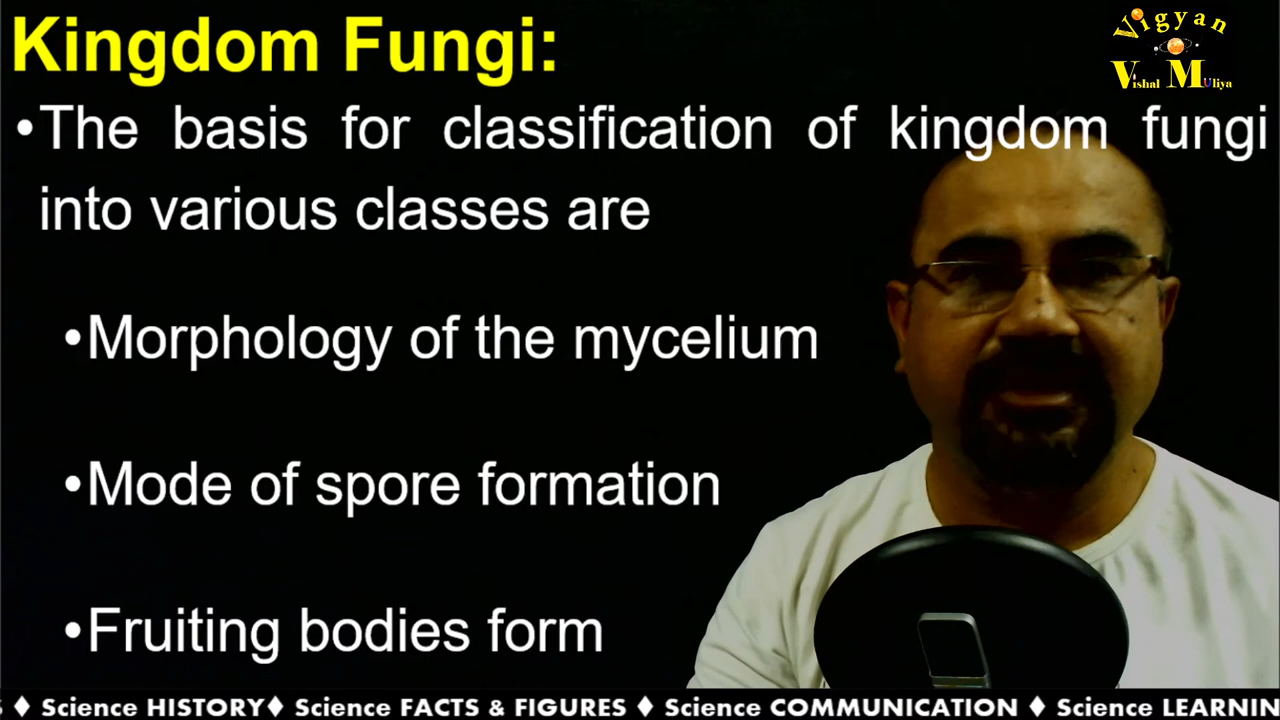 Kingdom Fungi:
Vigyan
Vishal Muliya
•The basis for classification of kingdom fungi
into various classes are
•Morphology of the mycelium
•Mode of spore formation
•Fruiting bodies form
S ♦ Science HISTORY♦ Science FACTS & FIGURES ♦ Science COMMUNICATION ♦ Science LEARNIN